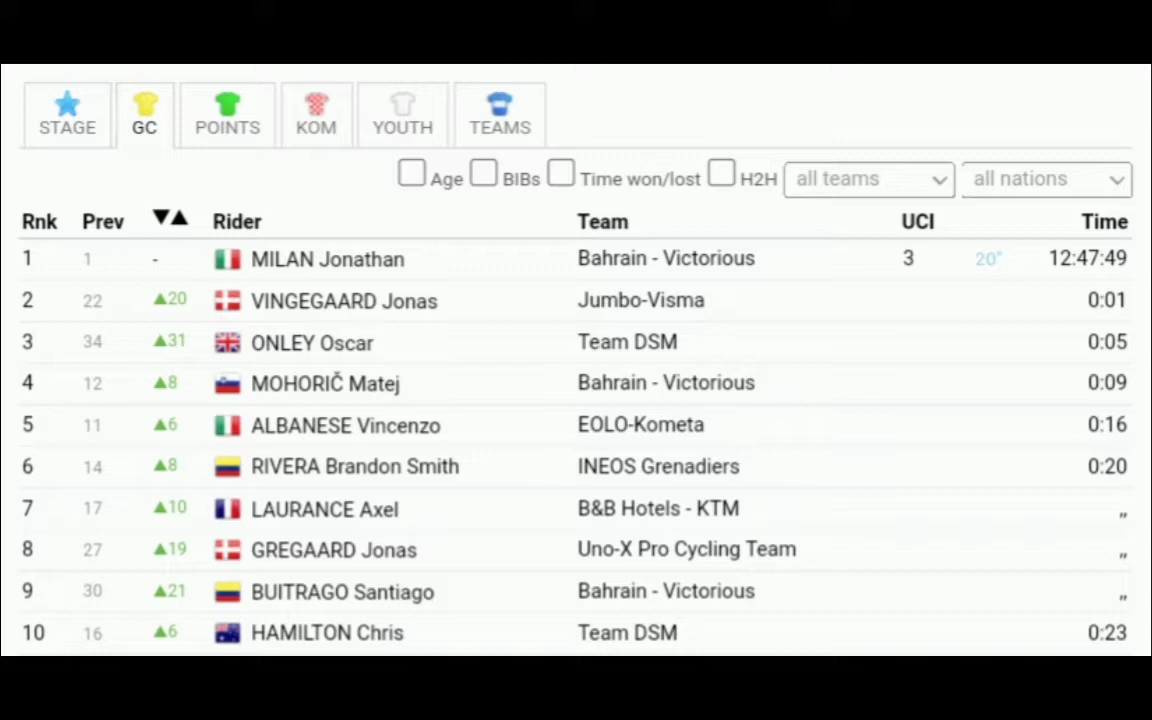 STAGE GC POINTS KOM YOUTH TEAMS
Age BIBs Time won/lost H2H all teams all nations
Rnk Prev ▼▲ Rider Team UCI Time
1 1 - MILAN Jonathan Bahrain - Victorious 3 20" 12:47:49
2 22 ▲20 VINGEGAARD Jonas Jumbo-Visma 0:01
3 34 ▲31 ONLEY Oscar Team DSM 0:05
4 12 ▲8 MOHORIČ Matej Bahrain - Victorious 0:09
5 11 ▲6 ALBANESE Vincenzo EOLO-Kometa 0:16
6 14 ▲8 RIVERA Brandon Smith INEOS Grenadiers 0:20
7 17 ▲10 LAURANCE Axel B&B Hotels - KTM ,,
8 27 ▲19 GREGAARD Jonas Uno-X Pro Cycling Team ,,
9 30 ▲21 BUITRAGO Santiago Bahrain - Victorious ,,
10 16 ▲6 HAMILTON Chris Team DSM 0:23